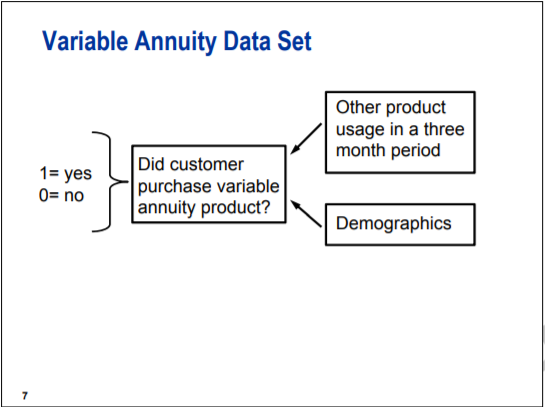 Variable Annuity Data Set
Other product
usage in a three
month period
1= yes
0= no
Did customer
purchase variable
annuity product?
Demographics
7